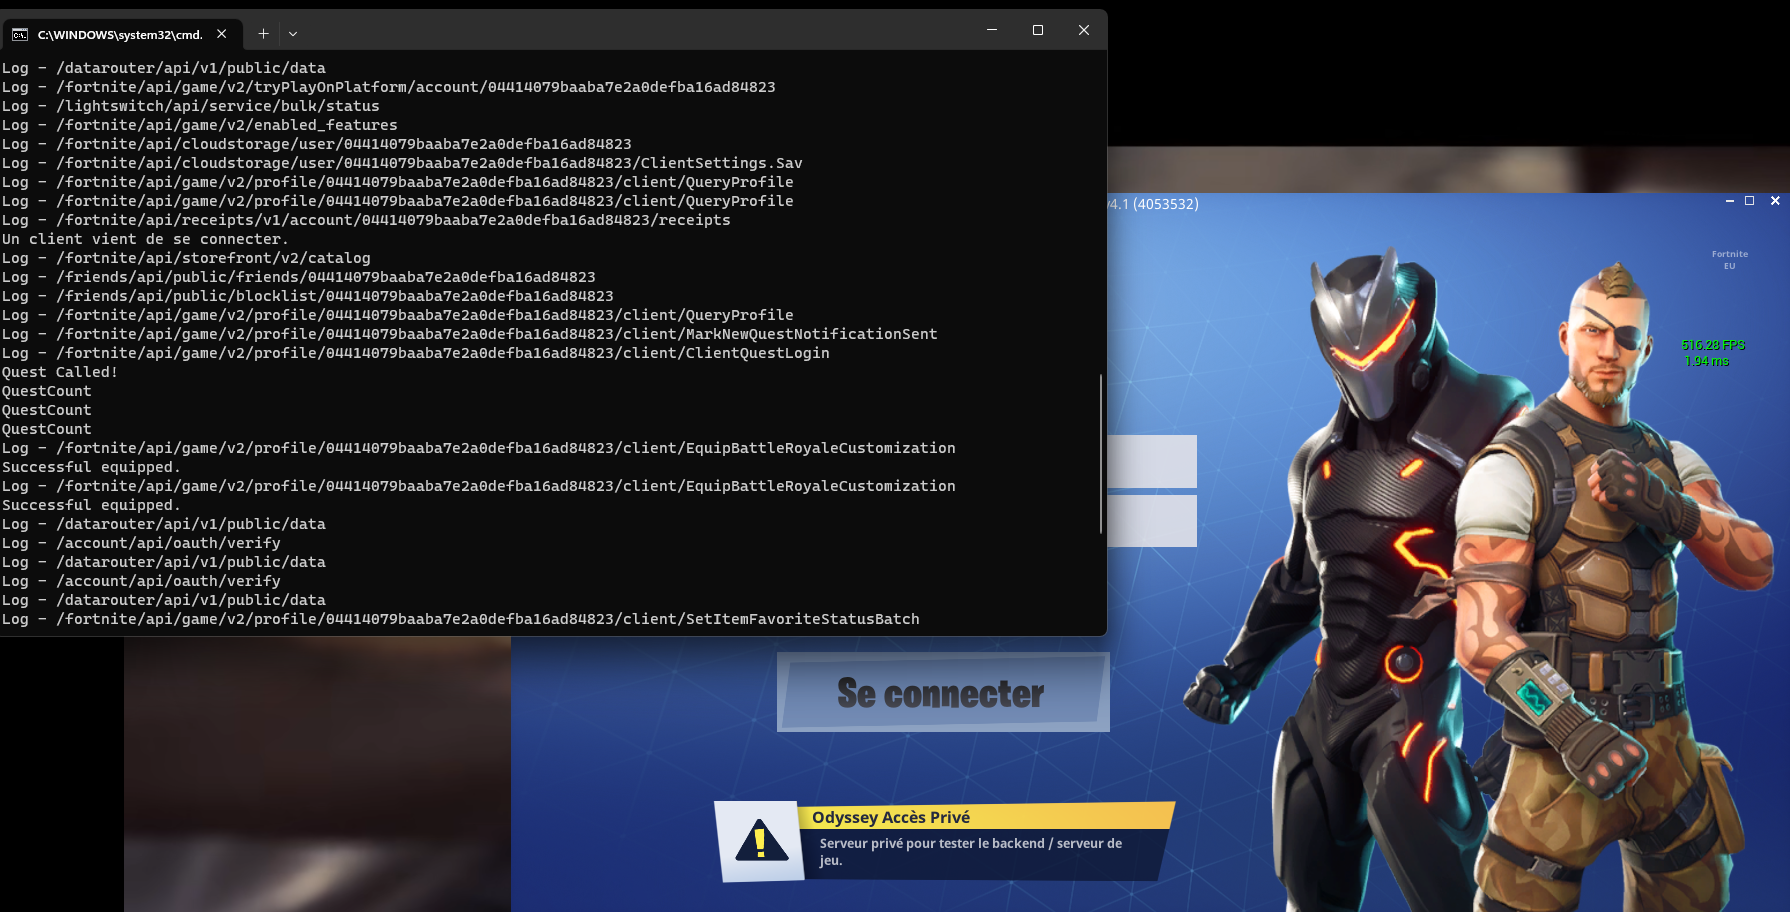 C:\WINDOWS\system32\cmd.
Log - /datarouter/api/v1/public/data
Log - /fortnite/api/game/v2/tryPlayOnPlatform/account/04414079baaba7e2a0defba16ad84823
Log - /lightswitch/api/service/bulk/status
Log - /fortnite/api/game/v2/enabled_features
Log - /fortnite/api/cloudstorage/user/04414079baaba7e2a0defba16ad84823
Log - /fortnite/api/cloudstorage/user/04414079baaba7e2a0defba16ad84823/ClientSettings.Sav
Log - /fortnite/api/game/v2/profile/04414079baaba7e2a0defba16ad84823/client/QueryProfile
Log - /fortnite/api/game/v2/profile/04414079baaba7e2a0defba16ad84823/client/QueryProfile
Log - /fortnite/api/receipts/v1/account/04414079baaba7e2a0defba16ad84823/receipts
Un client vient de se connecter.
Log - /fortnite/api/storefront/v2/catalog
Log - /friends/api/public/friends/04414079baaba7e2a0defba16ad84823
Log - /friends/api/public/blocklist/04414079baaba7e2a0defba16ad84823
Log - /fortnite/api/game/v2/profile/04414079baaba7e2a0defba16ad84823/client/QueryProfile
Log - /fortnite/api/game/v2/profile/04414079baaba7e2a0defba16ad84823/client/MarkNewQuestNotificationSent
Log - /fortnite/api/game/v2/profile/04414079baaba7e2a0defba16ad84823/client/ClientQuestLogin
Quest Called!
QuestCount
QuestCount
QuestCount
Log - /fortnite/api/game/v2/profile/04414079baaba7e2a0defba16ad84823/client/EquipBattleRoyaleCustomization
Successful equipped.
Log - /fortnite/api/game/v2/profile/04414079baaba7e2a0defba16ad84823/client/EquipBattleRoyaleCustomization
Successful equipped.
Log - /datarouter/api/v1/public/data
Log - /account/api/oauth/verify
Log - /datarouter/api/v1/public/data
Log - /account/api/oauth/verify
Log - /datarouter/api/v1/public/data
Log - /fortnite/api/game/v2/profile/04414079baaba7e2a0defba16ad84823/client/SetItemFavoriteStatusBatch
v4.1 (4053532)
Fortnite
EU
516.28 FPS
1.94 ms
Se connecter
Odyssey Accès Privé
Serveur privé pour tester le backend / serveur de
jeu.